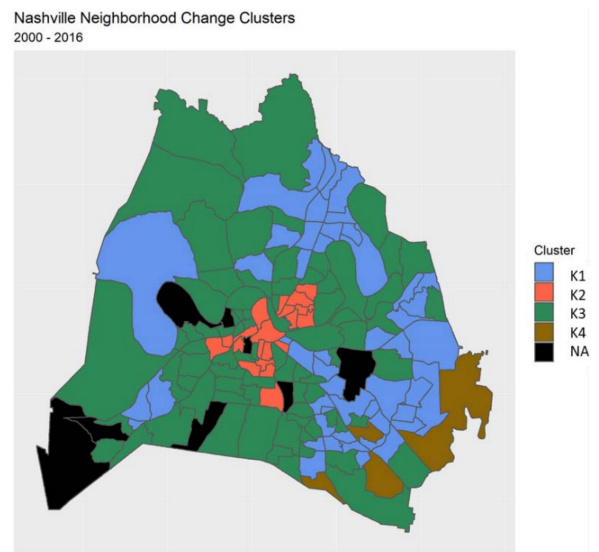 Nashville Neighborhood Change Clusters
2000 - 2016
Cluster
K1
K2
K3
K4
NA